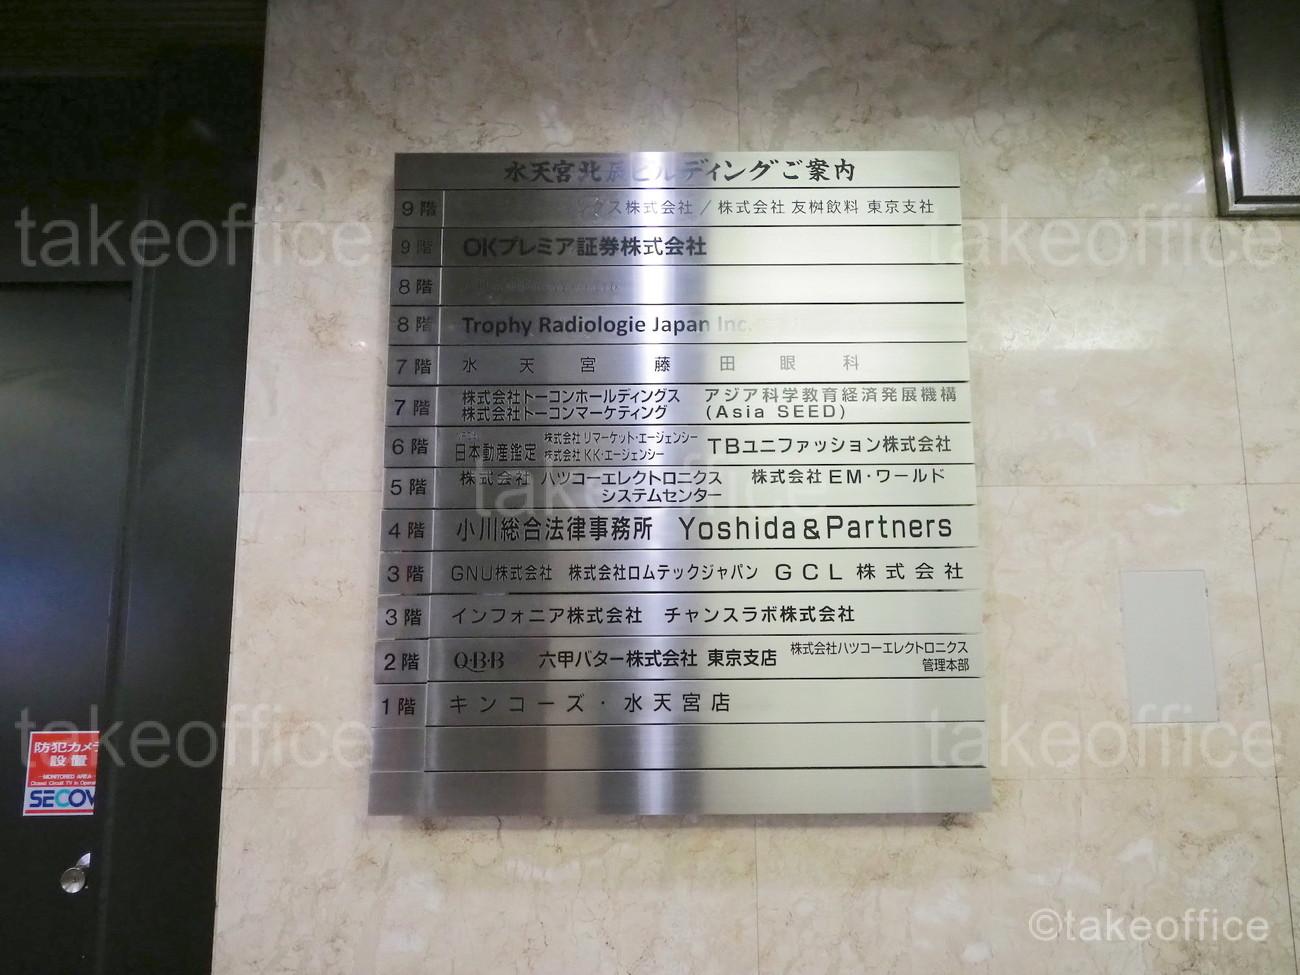 水天宮北辰ビルディングご案内
9階 クス株式会社 / 株式会社 友桝飲料 東京支社
9階 OKプレミア証券株式会社
8階
8階 Trophy Radiologie Japan Inc.
7階 水天宮藤田眼科
7階 株式会社トーコンホールディングス アジア科学教育経済発展機構
株式会社トーコンマーケティング (Asia SEED)
6階 日本動産鑑定 株式会社リマーケット・エージェンシー TBユニファッション株式会社
株式会社KK・エージェンシー
5階 株式会社 ハツコーエレクトロニクス 株式会社EM・ワールド
システムセンター
4階 小川総合法律事務所 Yoshida&Partners
3階 GNU株式会社 株式会社ロムテックジャパン GCL株式会社
3階 インフォニア株式会社 チャンスラボ株式会社
2階 Q・B・B 六甲バター株式会社 東京支店 株式会社ハツコーエレクトロニクス
管理本部
1階 キンコーズ・水天宮店
防犯カメラ
設置
MONITORED AREA
Closed Circuit TV in Opera
SECO
takeoffice
takeoffice
takeoffice
takeoffice
takeoffice
©takeoffice